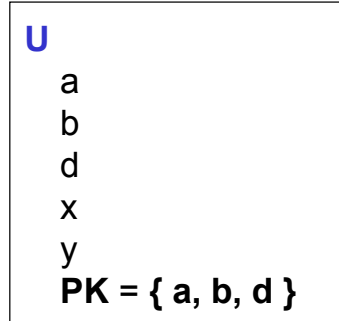 U
a
b
d
x
y
PK = { a, b, d }